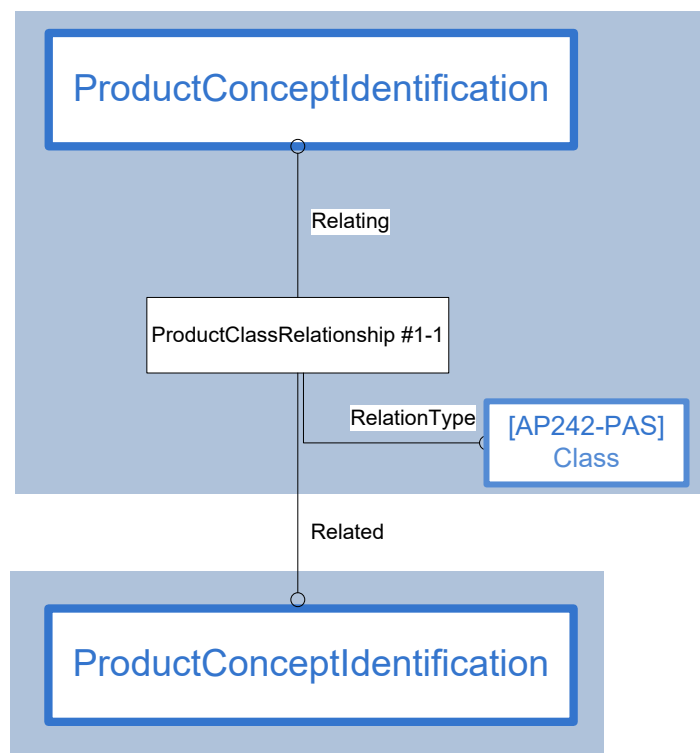 ProductConceptIdentification
Relating
ProductClassRelationship #1-1
RelationType
[AP242-PAS]
Class
Related
ProductConceptIdentification